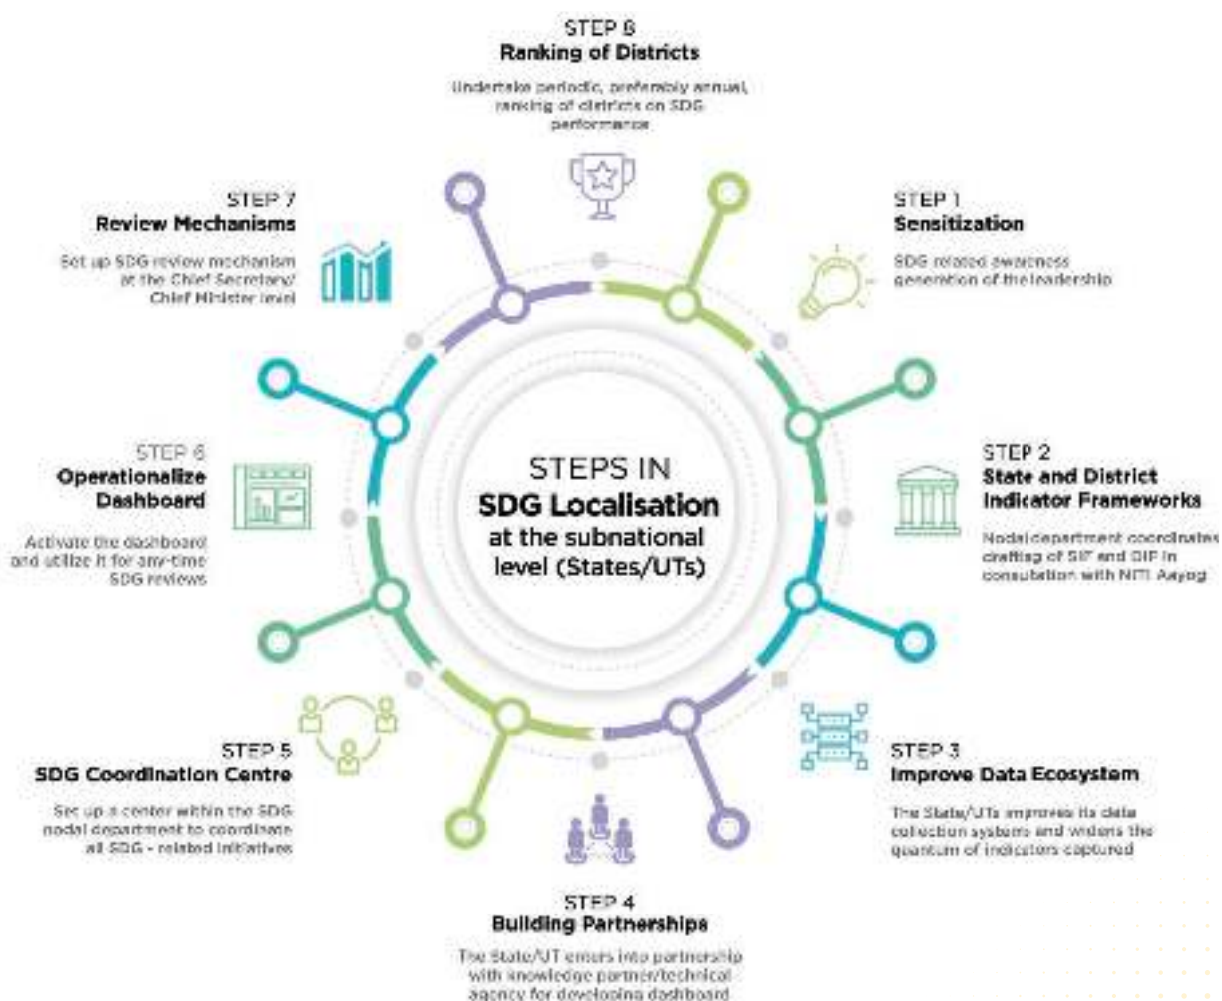 STEP 8
Ranking of Districts
Undertake periodic, preferably annual,
ranking of districts on SDG
performance
STEP 1
Sensitization
SDG related awareness
generation of the leadership
STEP 2
State and District
Indicator Frameworks
Nodal department coordinates
drafting of SIF and DIF in
consultation with NITI Aayog
STEP 3
Improve Data Ecosystem
The State/UTs improves its data
collection systems and widens the
quantum of indicators captured
STEP 4
Building Partnerships
The State/UT enters into partnership
with knowledge partner/technical
agency for developing dashboard
STEP 5
SDG Coordination Centre
Set up a center within the SDG
nodal department to coordinate
all SDG - related initiatives
STEP 6
Operationalize
Dashboard
Activate the dashboard
and utilize it for any-time
SDG reviews
STEP 7
Review Mechanisms
Set up SDG review mechanism
at the Chief Secretary/
Chief Minister level
STEPS IN
SDG Localisation
at the subnational
level (States/UTs)